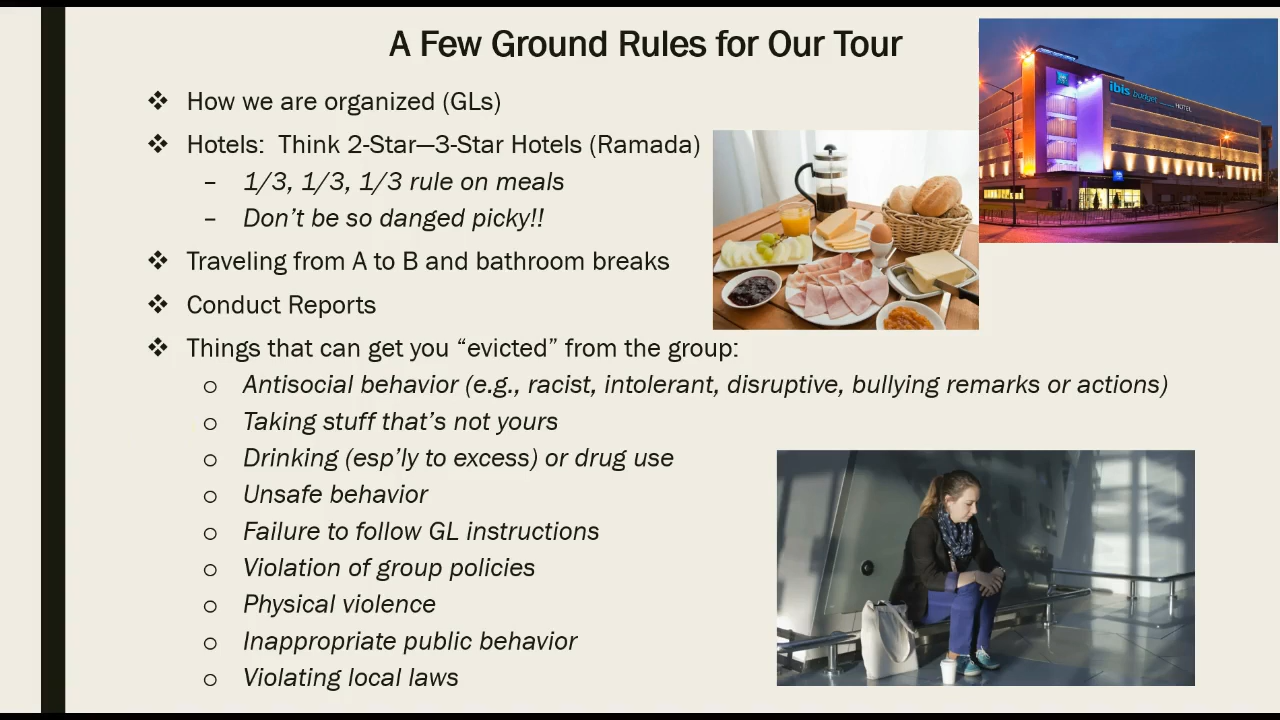 A Few Ground Rules for Our Tour
❖ How we are organized (GLs)
❖ Hotels:  Think 2-Star—3-Star Hotels (Ramada)
– 1/3, 1/3, 1/3 rule on meals
– Don’t be so danged picky!!
❖ Traveling from A to B and bathroom breaks
❖ Conduct Reports
❖ Things that can get you “evicted” from the group:
o Antisocial behavior (e.g., racist, intolerant, disruptive, bullying remarks or actions)
o Taking stuff that’s not yours
o Drinking (esp’ly to excess) or drug use
o Unsafe behavior
o Failure to follow GL instructions
o Violation of group policies
o Physical violence
o Inappropriate public behavior
o Violating local laws
ibis budget HOTEL